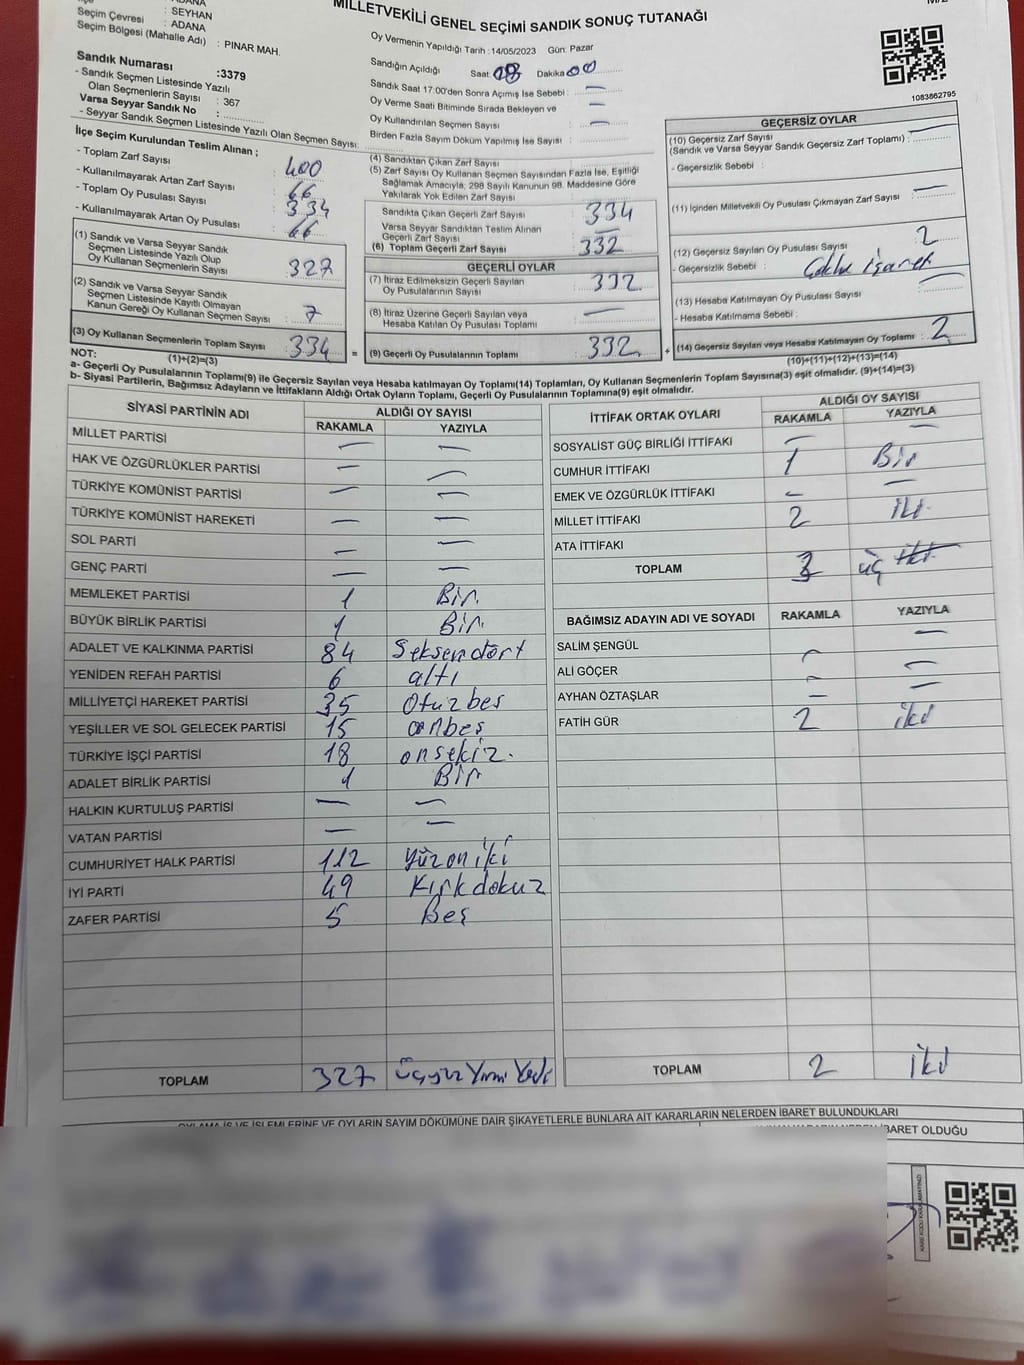 ADANA
: SEYHAN
Seçim Çevresi : ADANA
Seçim Bölgesi (Mahalle Adı) : PINAR MAH.
MİLLETVEKİLİ GENEL SEÇİMİ SANDIK SONUÇ TUTANAĞI
Sandık Numarası :3379
- Sandık Seçmen Listesinde Yazılı
Olan Seçmenlerin Sayısı : 367
Varsa Seyyar Sandık No :
- Seyyar Sandık Seçmen Listesinde Yazılı Olan Seçmen Sayısı:
Oy Vermenin Yapıldığı Tarih :14/05/2023 Gün: Pazar
Sandığın Açıldığı Saat 08 Dakika 00
Sandık Saat 17:00'den Sonra Açımış İse Sebebi : —
Oy Verme Saati Bitiminde Sırada Bekleyen ve —
Oy Kullandırılan Seçmen Sayısı : —
Birden Fazla Sayım Döküm Yapılmış İse Sayısı :
1083862795
İlçe Seçim Kurulundan Teslim Alınan ;
- Toplam Zarf Sayısı : 400
- Kullanılmayarak Artan Zarf Sayısı : 66
- Toplam Oy Pusulası Sayısı : 334
- Kullanılmayarak Artan Oy Pusulası : 66
(1) Sandık ve Varsa Seyyar Sandık
Seçmen Listesinde Yazılı Olup
Oy Kullanan Seçmenlerin Sayısı : 327
(2) Sandık ve Varsa Seyyar Sandık
Seçmen Listesinde Kayıtlı Olmayan
Kanun Gereği Oy Kullanan Seçmen Sayısı : 7
(3) Oy Kullanan Seçmenlerin Toplam Sayısı : 334 =
(4) Sandıktan Çıkan Zarf Sayısı
(5) Zarf Sayısı Oy Kullanan Seçmen Sayısından Fazla İse, Eşitliği
Sağlamak Amacıyla, 298 Sayılı Kanunun 98. Maddesine Göre
Yakılarak Yok Edilen Zarf Sayısı
Sandıkta Çıkan Geçerli Zarf Sayısı : 334
Varsa Seyyar Sandıktan Teslim Alınan —
Geçerli Zarf Sayısı
(6) Toplam Geçerli Zarf Sayısı : 332
GEÇERLİ OYLAR
(7) İtiraz Edilmeksizin Geçerli Sayılan
Oy Pusulalarının Sayısı : 332
(8) İtiraz Üzerine Geçerli Sayılan veya
Hesaba Katılan Oy Pusulası Toplamı : —
(9) Geçerli Oy Pusulalarının Toplamı : 332 +
GEÇERSİZ OYLAR
(10) Geçersiz Zarf Sayısı
(Sandık ve Varsa Seyyar Sandık Geçersiz Zarf Toplamı) : —
- Geçersizlik Sebebi :
(11) İçinden Milletvekili Oy Pusulası Çıkmayan Zarf Sayısı : —
(12) Geçersiz Sayılan Oy Pusulası Sayısı : 2
- Geçersizlik Sebebi : işaret
(13) Hesaba Katılmayan Oy Pusulası Sayısı : —
- Hesaba Katılmama Sebebi :
(14) Geçersiz Sayılan veya Hesaba Katılmayan Oy Toplamı : 2
NOT: (1)+(2)=(3)
(10)+(11)+(12)+(13)=(14)
a- Geçerli Oy Pusulalarının Toplamı(9) ile Geçersiz Sayılan veya Hesaba katılmayan Oy Toplamı(14) Toplamları, Oy Kullanan Seçmenlerin Toplam Sayısına(3) eşit olmalıdır. (9)+(14)=(3)
b- Siyasi Partilerin, Bağımsız Adayların ve İttifakların Aldığı Ortak Oyların Toplamı, Geçerli Oy Pusulalarının Toplamına(9) eşit olmalıdır.
SİYASİ PARTİNİN ADI ALDIĞI OY SAYISI
RAKAMLA YAZIYLA
MİLLET PARTİSİ — —
HAK VE ÖZGÜRLÜKLER PARTİSİ — —
TÜRKİYE KOMÜNİST PARTİSİ — —
TÜRKİYE KOMÜNİST HAREKETİ — —
SOL PARTİ — —
GENÇ PARTİ — —
MEMLEKET PARTİSİ 1 Bir.
BÜYÜK BİRLİK PARTİSİ 1 Bir.
ADALET VE KALKINMA PARTİSİ 84 Seksendört
YENİDEN REFAH PARTİSİ 6 altı
MİLLİYETÇİ HAREKET PARTİSİ 35 Otuzbeş
YEŞİLLER VE SOL GELECEK PARTİSİ 15 onbeş
TÜRKİYE İŞÇİ PARTİSİ 18 onsekiz.
ADALET BİRLİK PARTİSİ 1 Bir
HALKIN KURTULUŞ PARTİSİ — —
VATAN PARTİSİ — —
CUMHURİYET HALK PARTİSİ 112 Yüzoniki
İYİ PARTİ 49 Kırkdokuz
ZAFER PARTİSİ 5 Beş
TOPLAM 327 Üçyüz Yirmi Yedi
İTTİFAK ORTAK OYLARI ALDIĞI OY SAYISI
RAKAMLA YAZIYLA
SOSYALİST GÜÇ BİRLİĞİ İTTİFAKI — —
CUMHUR İTTİFAKI 1 Bir
EMEK VE ÖZGÜRLÜK İTTİFAKI — —
MİLLET İTTİFAKI 2 iki
ATA İTTİFAKI
TOPLAM 3 üç
BAĞIMSIZ ADAYIN ADI VE SOYADI RAKAMLA YAZIYLA
SALİM ŞENGÜL — —
ALİ GÖÇER — —
AYHAN ÖZTAŞLAR — —
FATİH GÜR 2 iki
TOPLAM 2 iki
OYLAMA İŞ VE İŞLEMLERİNE VE OYLARIN SAYIM DÖKÜMÜNE DAİR ŞİKAYETLERLE BUNLARA AİT KARARLARIN NELERDEN İBARET BULUNDUKLARI
İBARET OLDUĞU